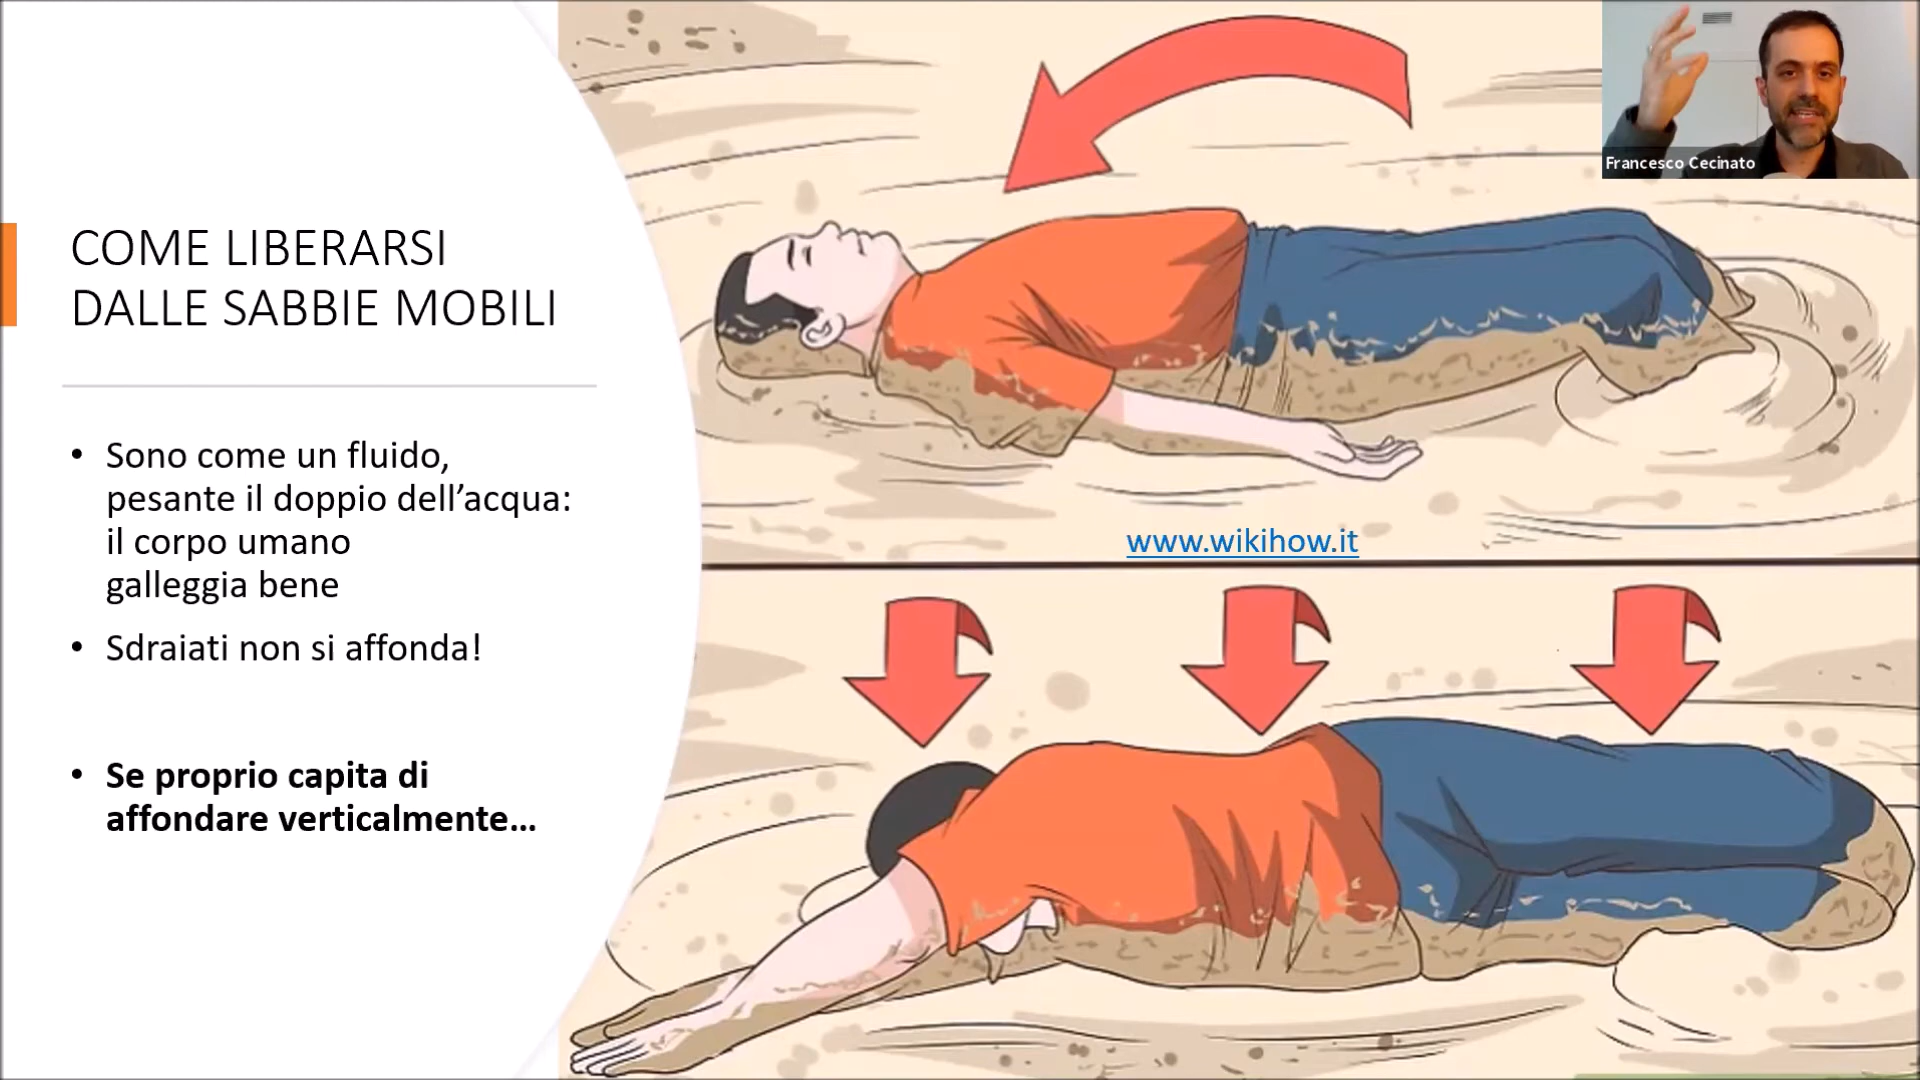 COME LIBERARSI
DALLE SABBIE MOBILI
• Sono come un fluido,
pesante il doppio dell’acqua:
il corpo umano
galleggia bene
• Sdraiati non si affonda!
• Se proprio capita di
affondare verticalmente…
www.wikihow.it
Francesco Cecinato